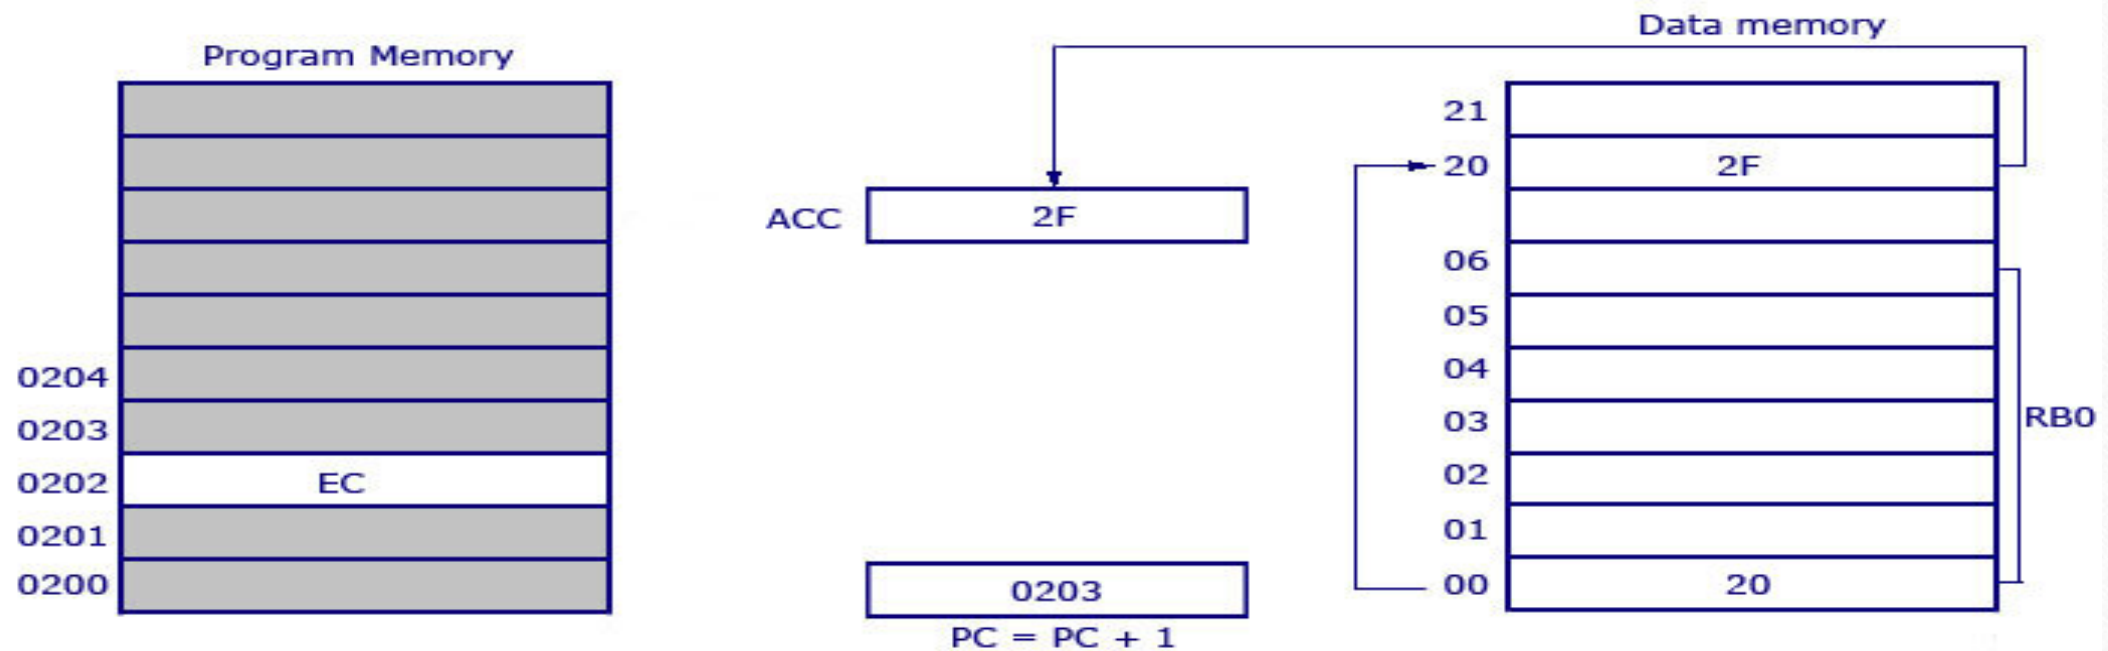 Program Memory
0204
0203
0202 EC
0201
0200
ACC 2F
0203
PC = PC + 1
Data memory
21
20 2F
06
05
04
03
02
01
00 20
RB0